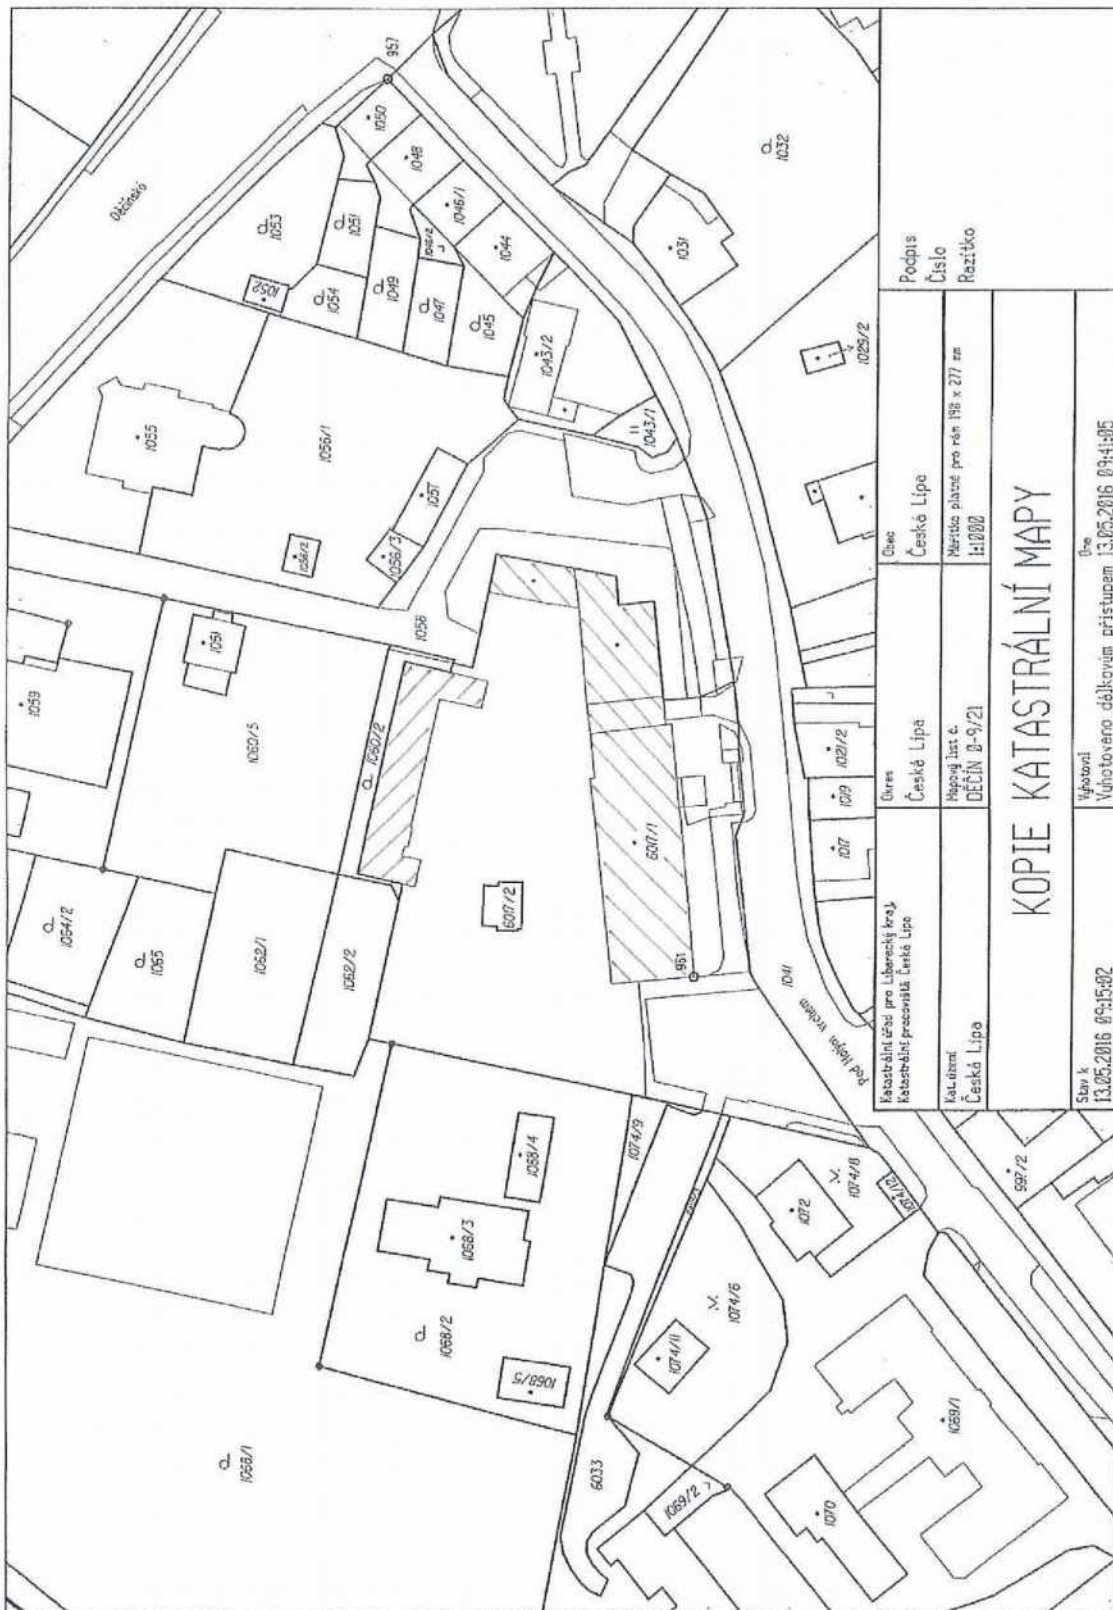 Katastrální úřad pro Liberecký kraj,
Katastrální pracoviště Česká Lípa
Okres
Česká Lípa
Obec
Česká Lípa
Kat. území
Česká Lípa
Mapový list č.
DĚČÍN 0-9/21
Měřítko platné pro rám 198 x 277 mm
1:1000
KOPIE KATASTRÁLNÍ MAPY
Stav k
13.05.2016 09:15:02
Vyhotovil
Vyhotoveno dálkovým přístupem
Dne
13.05.2016 09:41:05
Podpis
Číslo
Razítko
Děčínská
957
1050
1048
1046/1
1044
1053
1051
1052
1054
1049
1047
1045
1043/2
1043/1
1031
1032
1029/2
1055
1056/1
1056/2
1056/3
1057
1058
1059
1061
1060/5
1060/2
1064/2
1065
1062/1
1062/2
6017/2
6017/1
961
1041
Pod Holým vrchem
1021/2
1019
1017
1068/4
1068/3
1068/2
1068/5
1068/1
1074/9
1072
1074/8
1074/12
1074/6
1074/11
6033
1069/2
1069/1
1070
997/2